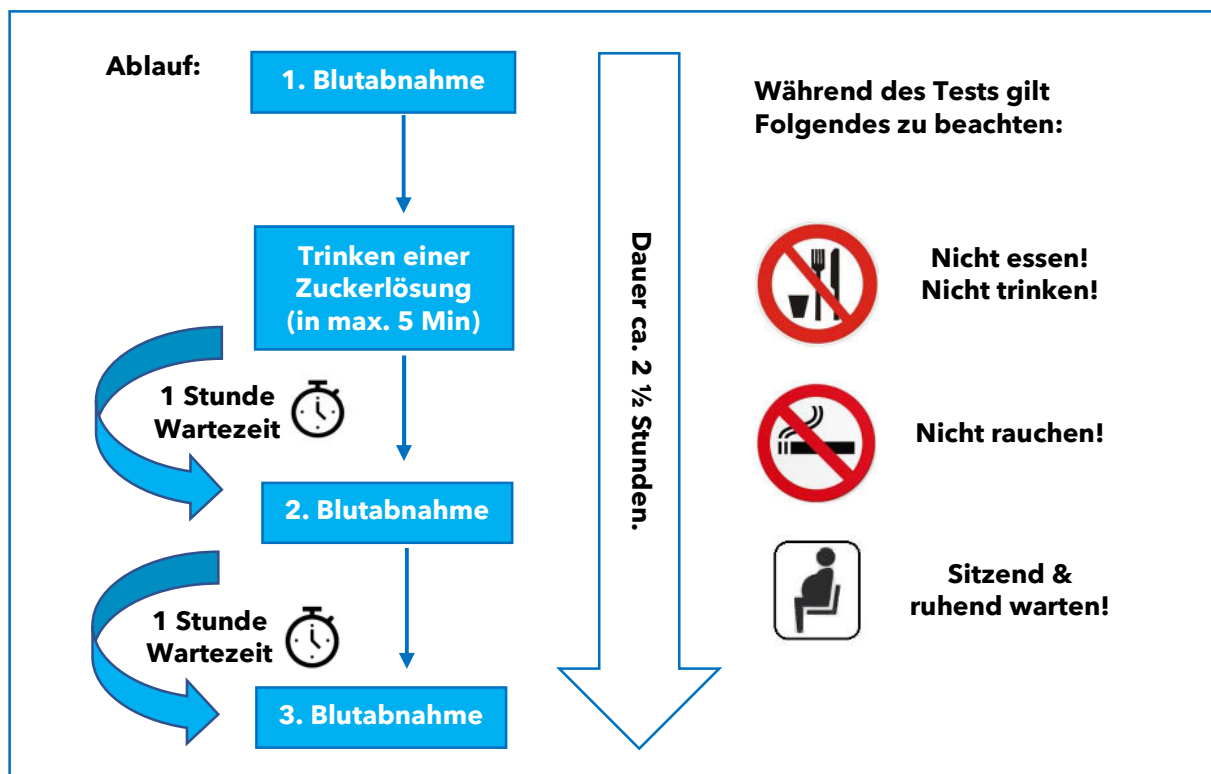 Ablauf:
1. Blutabnahme
Trinken einer
Zuckerlösung
(in max. 5 Min)
1 Stunde
Wartezeit
2. Blutabnahme
1 Stunde
Wartezeit
3. Blutabnahme
Dauer ca. 2 ½ Stunden.
Während des Tests gilt
Folgendes zu beachten:
Nicht essen!
Nicht trinken!
Nicht rauchen!
Sitzend &
ruhend warten!